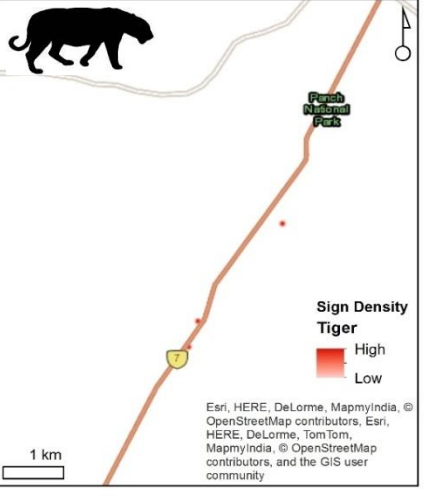 Panch
National
Park
7
Sign Density
Tiger
High
Low
Esri, HERE, DeLorme, MapmyIndia, ©
OpenStreetMap contributors, Esri,
HERE, DeLorme, TomTom,
MapmyIndia, © OpenStreetMap
contributors, and the GIS user
community
1 km